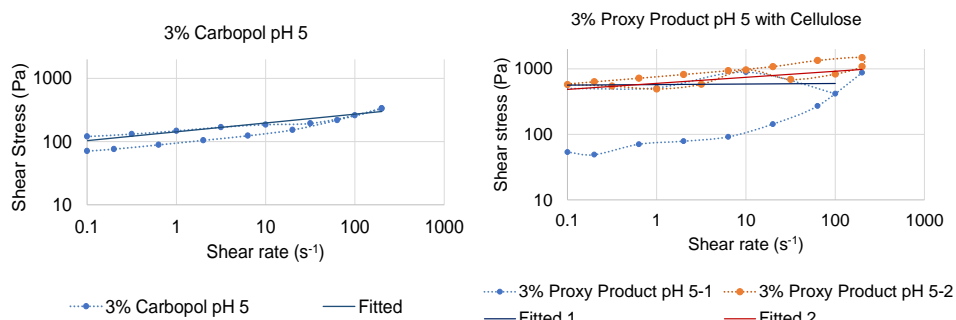 3% Carbopol pH 5
Shear Stress (Pa)
1000
100
10
0.1 1 10 100 1000
Shear rate (s⁻¹)
3% Carbopol pH 5 Fitted
3% Proxy Product pH 5 with Cellulose
Shear stress (Pa)
1000
100
10
0.1 1 10 100 1000
Shear rate (s⁻¹)
3% Proxy Product pH 5-1 3% Proxy Product pH 5-2
Fitted 1 Fitted 2